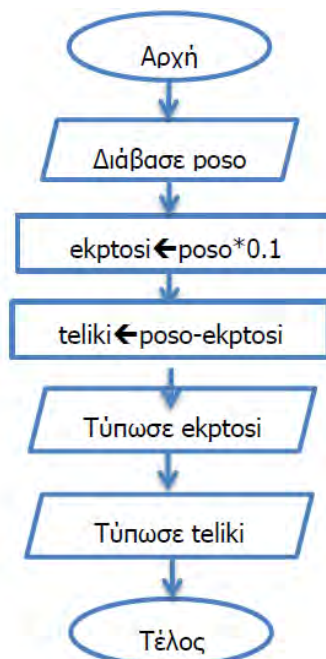 Αρχή
Διάβασε poso
ekptosi🡸poso*0.1
teliki🡸poso-ekptosi
Τύπωσε ekptosi
Τύπωσε teliki
Τέλος